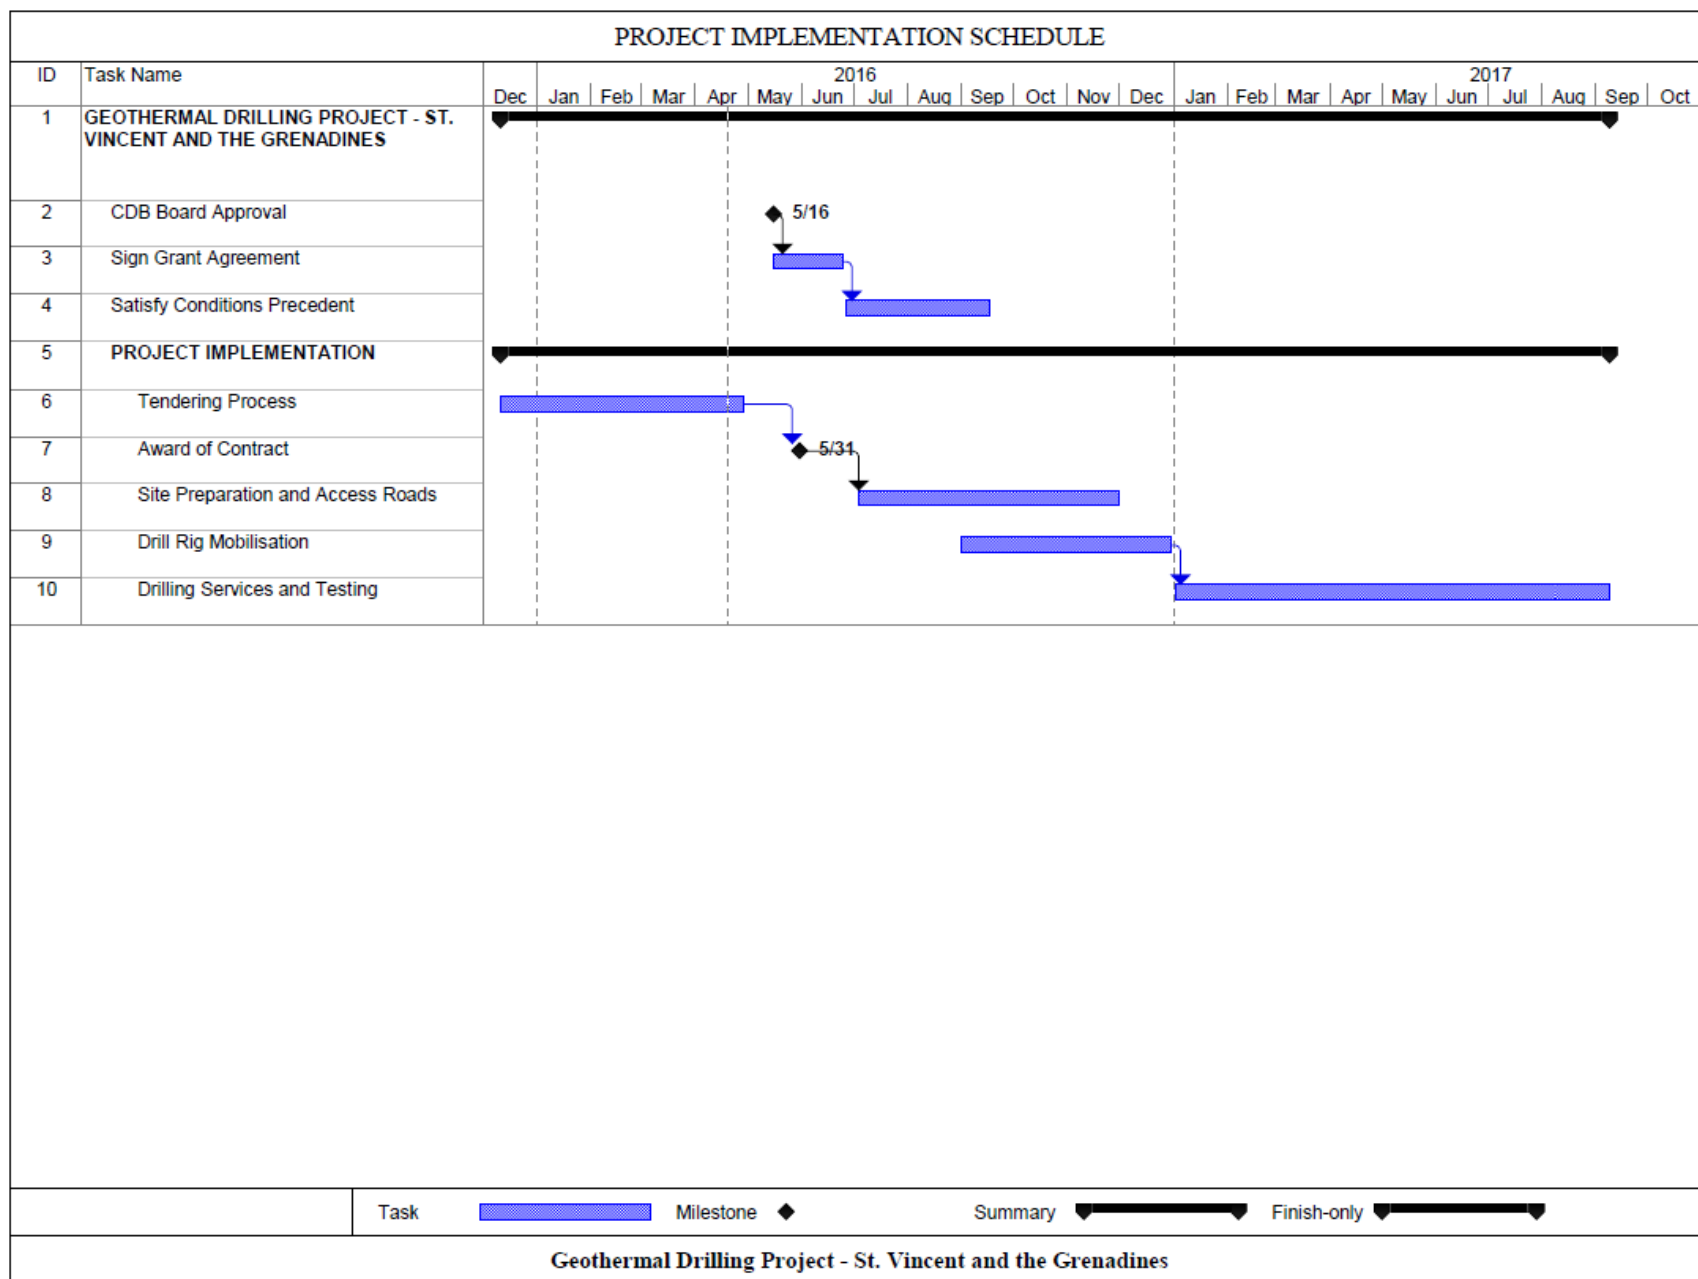 PROJECT IMPLEMENTATION SCHEDULE
ID Task Name 2016 2017
Dec Jan Feb Mar Apr May Jun Jul Aug Sep Oct Nov Dec Jan Feb Mar Apr May Jun Jul Aug Sep Oct
1 GEOTHERMAL DRILLING PROJECT - ST.
VINCENT AND THE GRENADINES
2 CDB Board Approval 5/16
3 Sign Grant Agreement
4 Satisfy Conditions Precedent
5 PROJECT IMPLEMENTATION
6 Tendering Process
7 Award of Contract 5/31
8 Site Preparation and Access Roads
9 Drill Rig Mobilisation
10 Drilling Services and Testing
Task Milestone Summary Finish-only
Geothermal Drilling Project - St. Vincent and the Grenadines